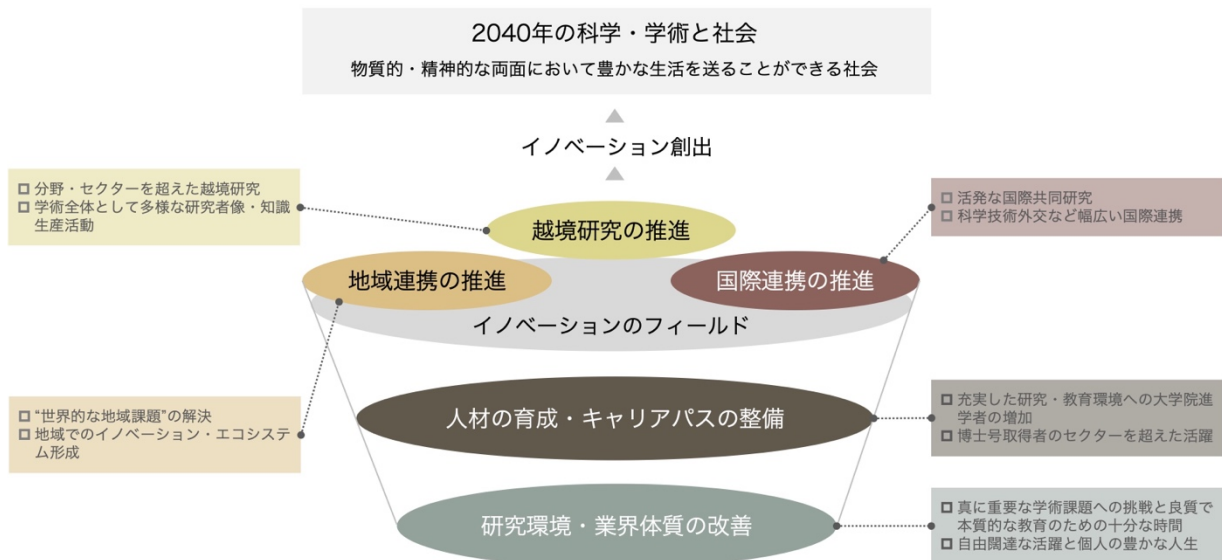 2040年の科学・学術と社会
物質的・精神的な両面において豊かな生活を送ることができる社会
イノベーション創出
分野・セクターを超えた越境研究
学術全体として多様な研究者像・知識
生産活動
活発な国際共同研究
科学技術外交など幅広い国際連携
越境研究の推進
地域連携の推進
国際連携の推進
イノベーションのフィールド
“世界的な地域課題”の解決
地域でのイノベーション・エコシステ
ム形成
人材の育成・キャリアパスの整備
充実した研究・教育環境への大学院進
学者の増加
博士号取得者のセクターを超えた活躍
研究環境・業界体質の改善
真に重要な学術課題への挑戦と良質で
本質的な教育のための十分な時間
自由闊達な活躍と個人の豊かな人生